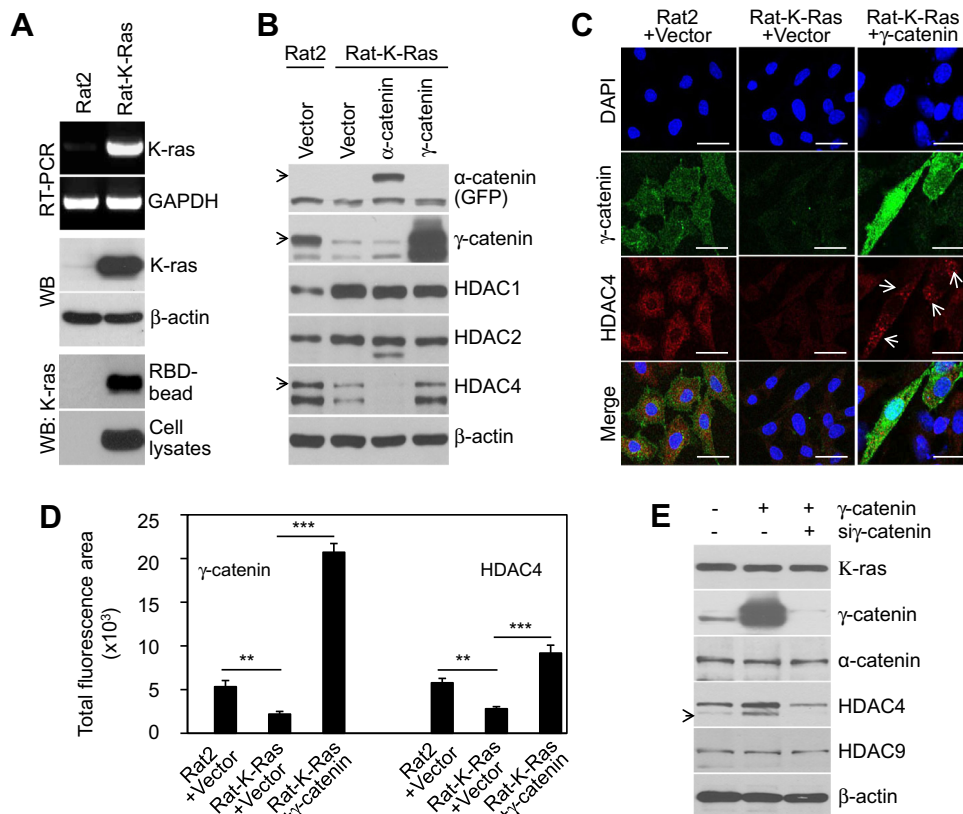 A
Rat2
Rat-K-Ras
RT-PCR
K-ras
GAPDH
WB
K-ras
β-actin
WB: K-ras
RBD-
bead
Cell
lysates
B
Rat2
Rat-K-Ras
Vector
Vector
α-catenin
γ-catenin
α-catenin
(GFP)
γ-catenin
HDAC1
HDAC2
HDAC4
β-actin
C
Rat2
+Vector
Rat-K-Ras
+Vector
Rat-K-Ras
+γ-catenin
DAPI
γ-catenin
HDAC4
Merge
D
Total fluorescence area
(x10³)
25
20
15
10
5
0
γ-catenin
HDAC4
**
***
**
***
Rat2
+Vector
Rat-K-Ras
+Vector
Rat-K-Ras
+γ-catenin
Rat2
+Vector
Rat-K-Ras
+Vector
Rat-K-Ras
+γ-catenin
E
- + + γ-catenin
- - + siγ-catenin
K-ras
γ-catenin
α-catenin
HDAC4
HDAC9
β-actin